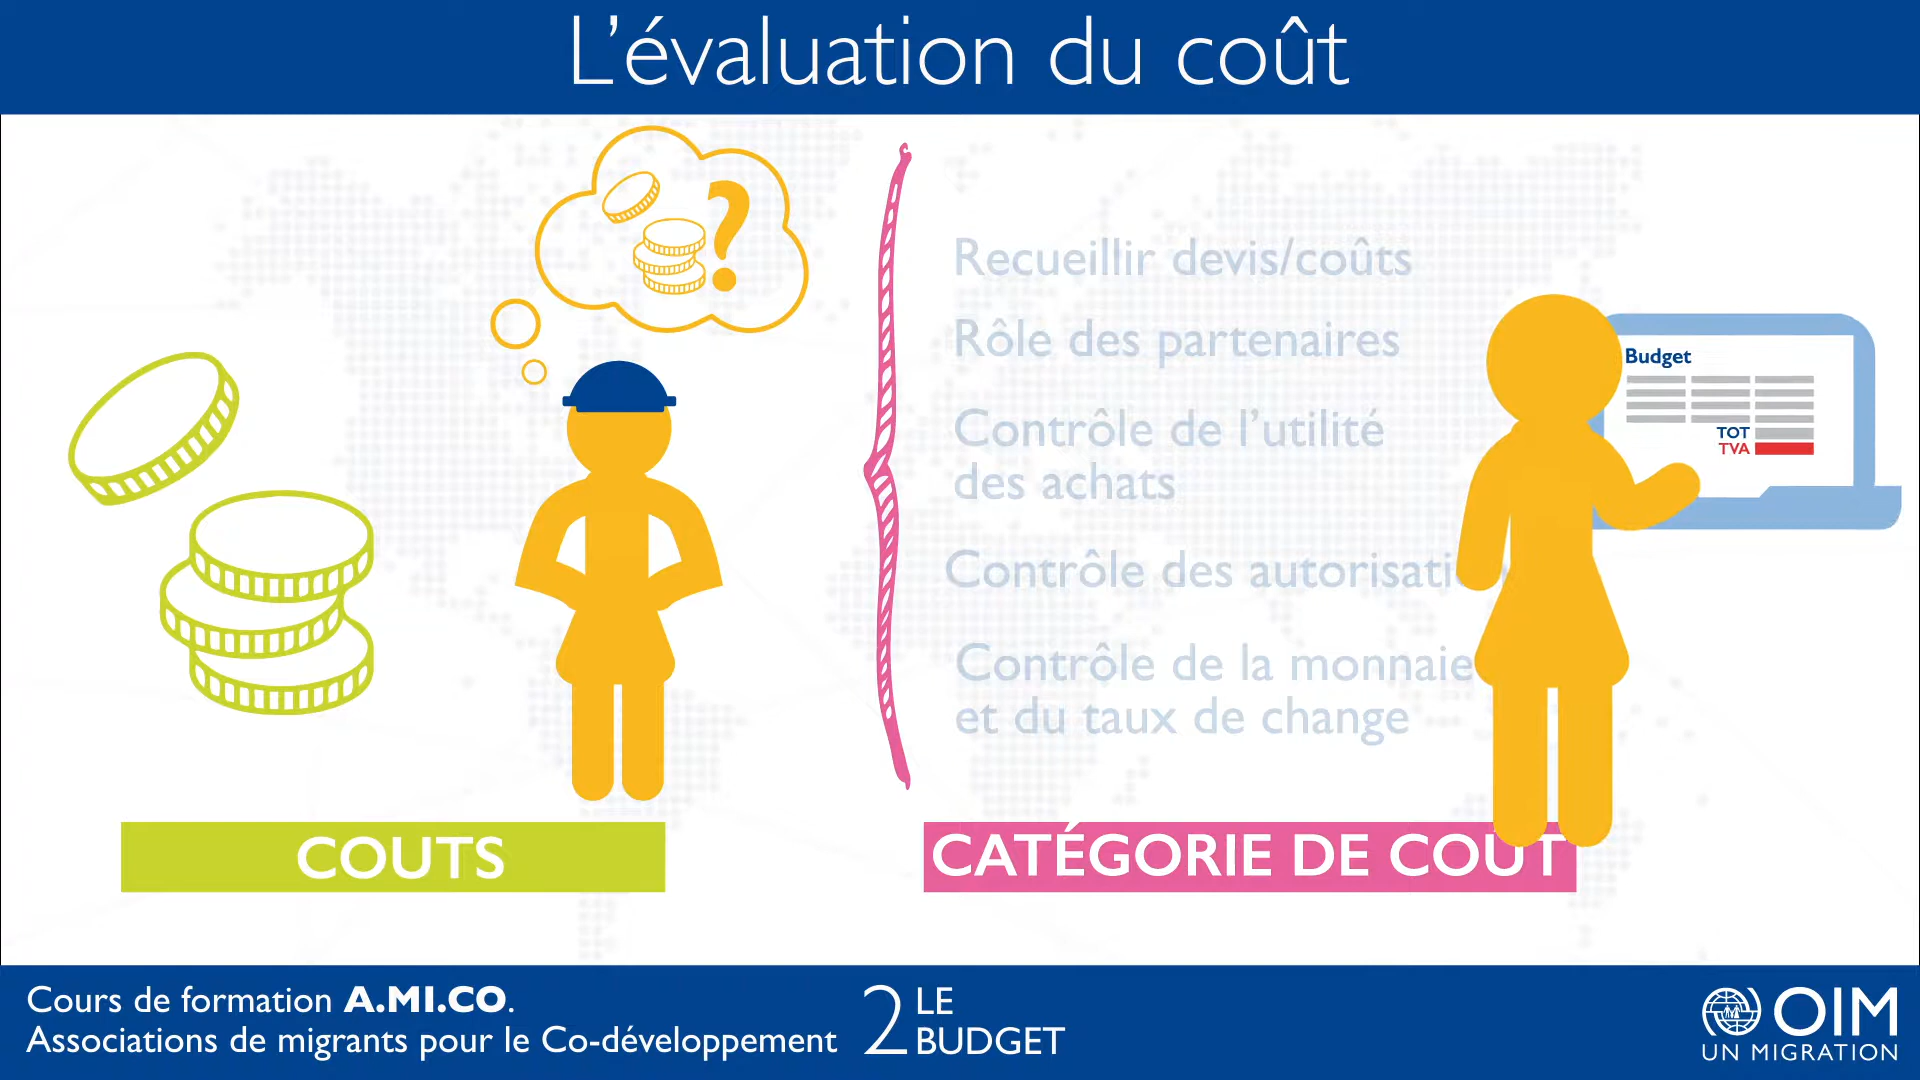 L’évaluation du coût
?
Recueillir devis/coûts
Rôle des partenaires
Contrôle de l’utilité
des achats
Contrôle des autorisati
Contrôle de la monnaie
et du taux de change
Budget
TOT
TVA
COUTS
CATÉGORIE DE COUT
Cours de formation A.MI.CO.
Associations de migrants pour le Co-développement
2 LE
BUDGET
OIM
UN MIGRATION